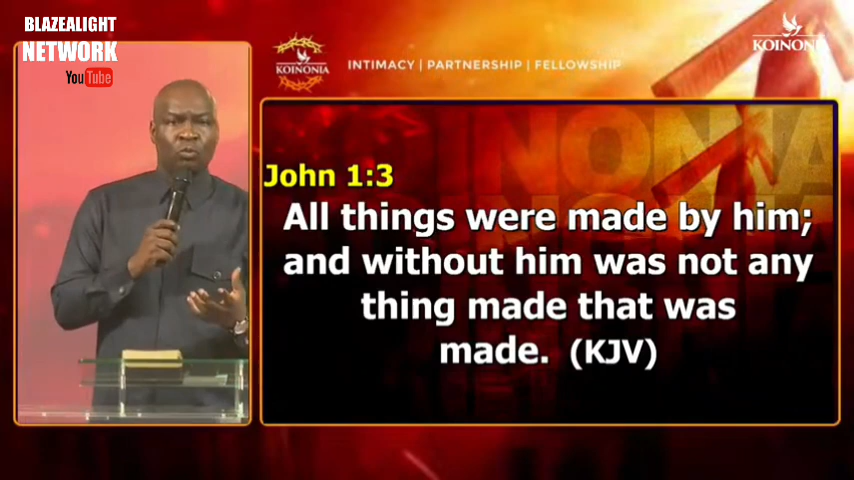 BLAZEALIGHT
NETWORK
YouTube
KOINONIA
INTIMACY | PARTNERSHIP | FELLOWSHIP
KOINONIA
John 1:3
All things were made by him;
and without him was not any
thing made that was
made. (KJV)